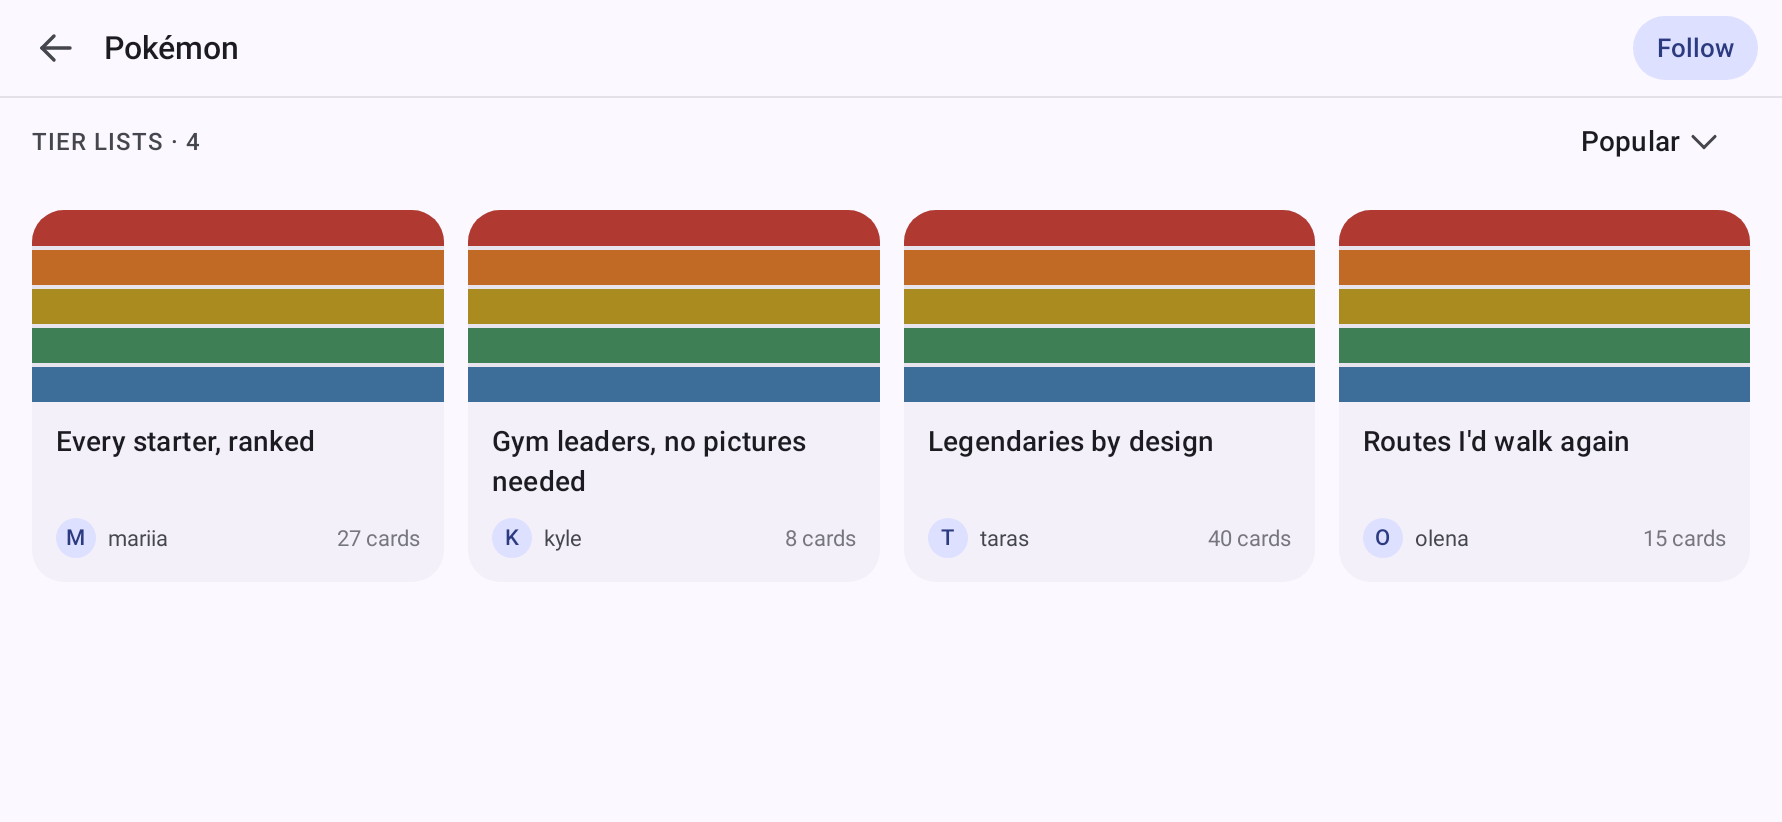 Pokémon
Follow
TIER LISTS · 4
Popular
Every starter, ranked
M mariia 27 cards
Gym leaders, no pictures
needed
K kyle 8 cards
Legendaries by design
T taras 40 cards
Routes I'd walk again
O olena 15 cards